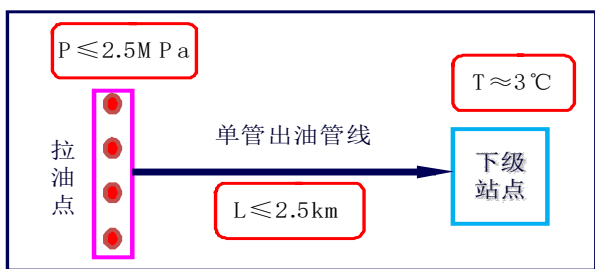 P≤2.5MPa
T≈3℃
单管出油管线
拉油点
下级
站点
L≤2.5km